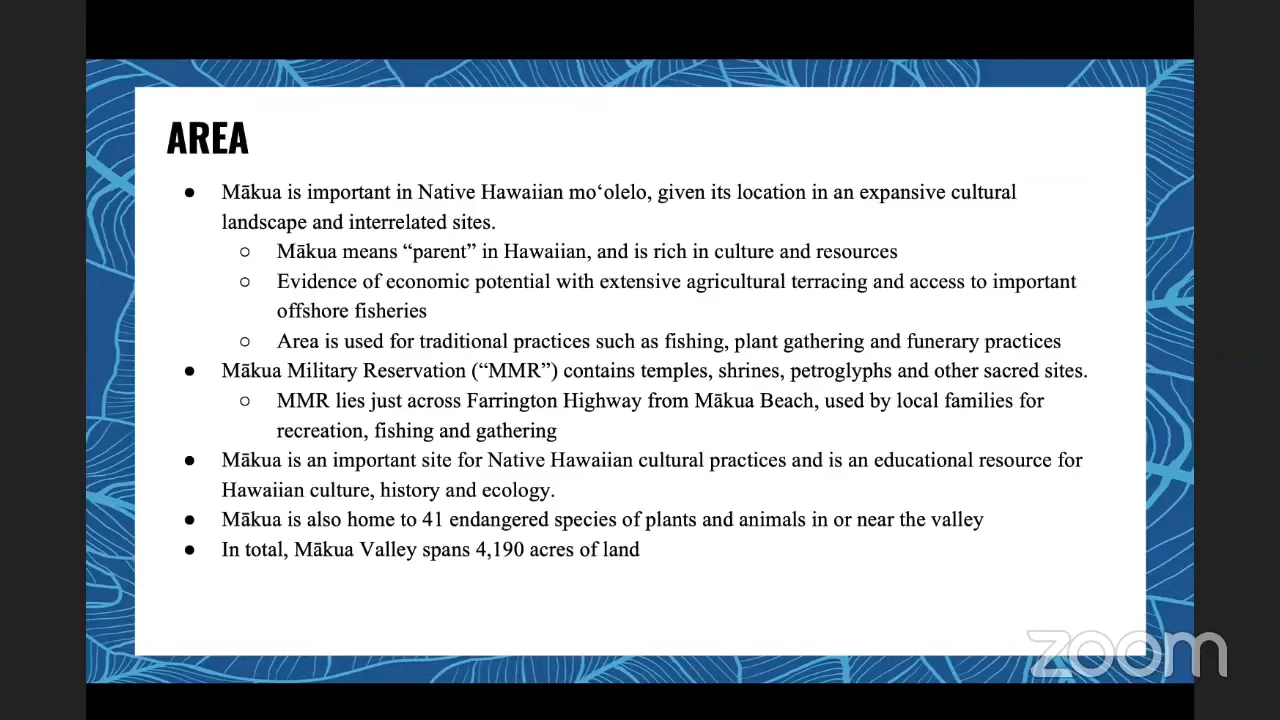 AREA
● Mākua is important in Native Hawaiian moʻolelo, given its location in an expansive cultural
landscape and interrelated sites.
○ Mākua means “parent” in Hawaiian, and is rich in culture and resources
○ Evidence of economic potential with extensive agricultural terracing and access to important
offshore fisheries
○ Area is used for traditional practices such as fishing, plant gathering and funerary practices
● Mākua Military Reservation (“MMR”) contains temples, shrines, petroglyphs and other sacred sites.
○ MMR lies just across Farrington Highway from Mākua Beach, used by local families for
recreation, fishing and gathering
● Mākua is an important site for Native Hawaiian cultural practices and is an educational resource for
Hawaiian culture, history and ecology.
● Mākua is also home to 41 endangered species of plants and animals in or near the valley
● In total, Mākua Valley spans 4,190 acres of land
zoom